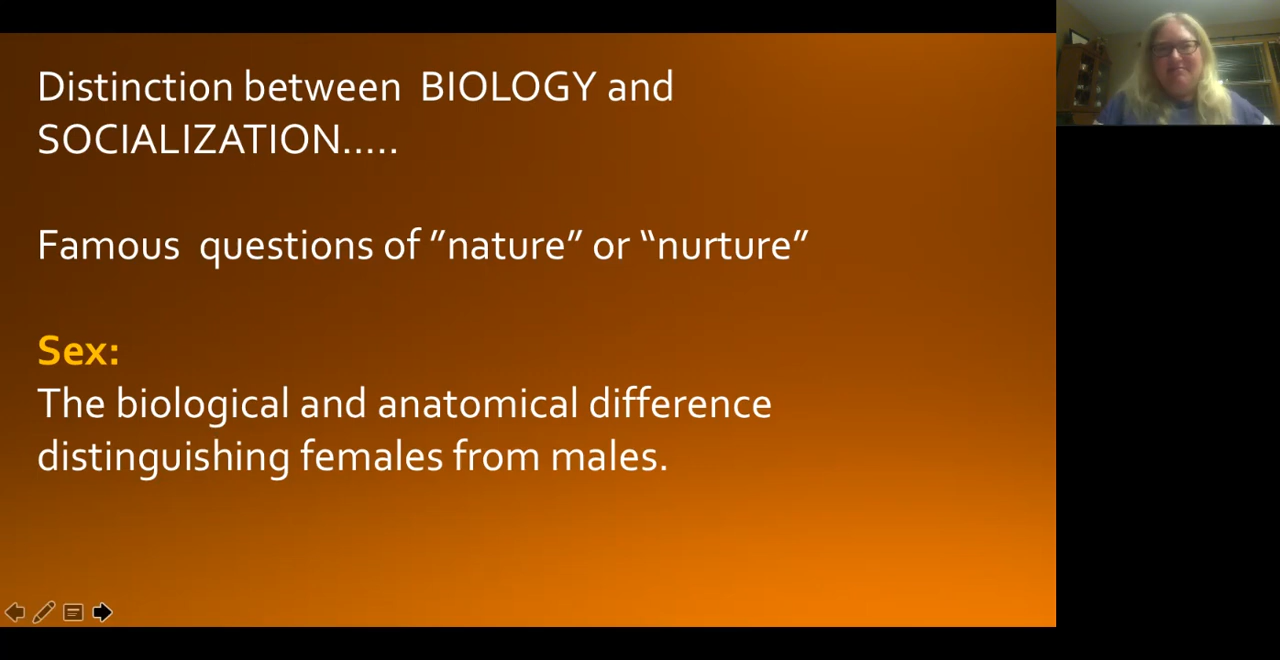 Distinction between  BIOLOGY and
SOCIALIZATION.....
Famous  questions of ”nature” or “nurture”
Sex:
The biological and anatomical difference
distinguishing females from males.